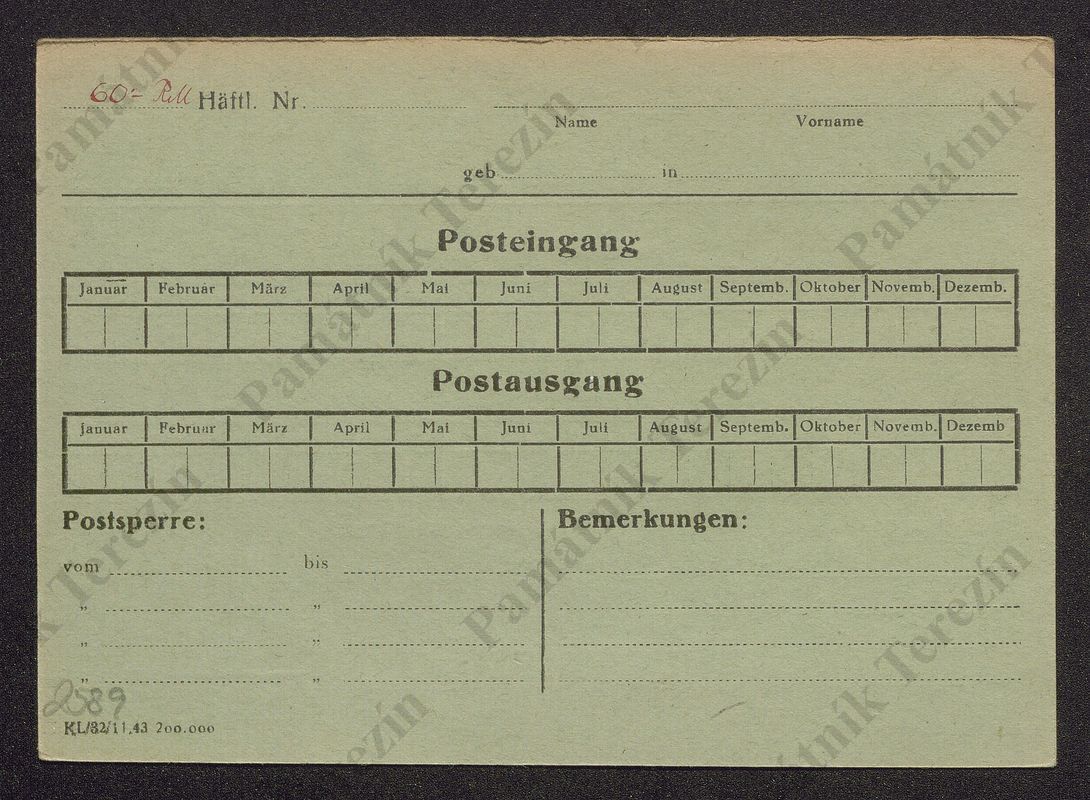 60- RM Häftl. Nr.
Name Vorname
geb. in
Posteingang
Januar Februar März April Mai Juni Juli August Septemb. Oktober Novemb. Dezemb.
Postausgang
Januar Februar März April Mai Juni Juli August Septemb. Oktober Novemb. Dezemb
Postsperre: Bemerkungen:
vom bis
„ „
„ „
„ „
2589
KL/82/11.43 200.000
Památník Terezín